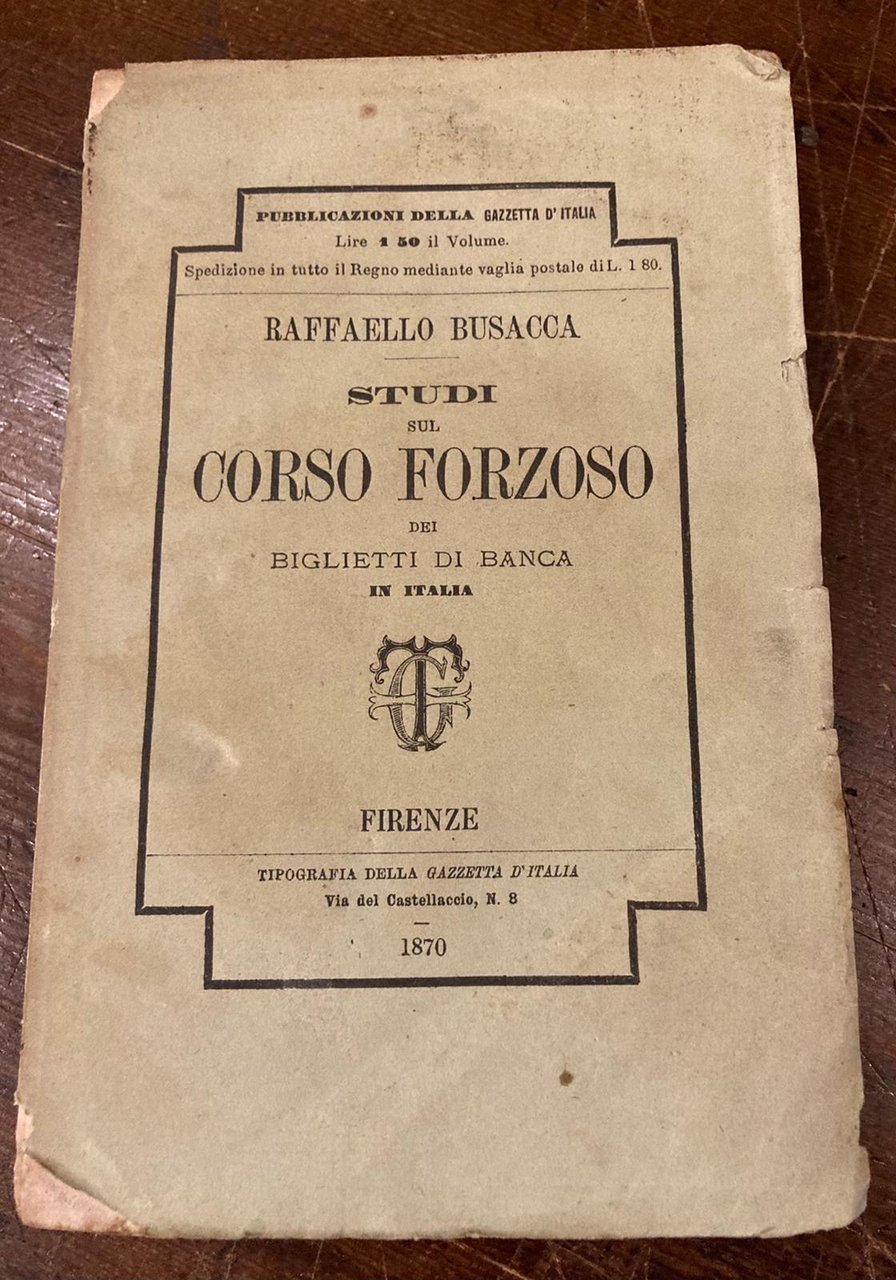 PUBBLICAZIONI DELLA GAZZETTA D'ITALIA
Lire 1 50 il Volume.
Spedizione in tutto il Regno mediante vaglia postale di L. 1 80.
RAFFAELLO BUSACCA
STUDI
SUL
CORSO FORZOSO
DEI
BIGLIETTI DI BANCA
IN ITALIA
FIRENZE
TIPOGRAFIA DELLA GAZZETTA D'ITALIA
Via del Castellaccio, N. 8
1870